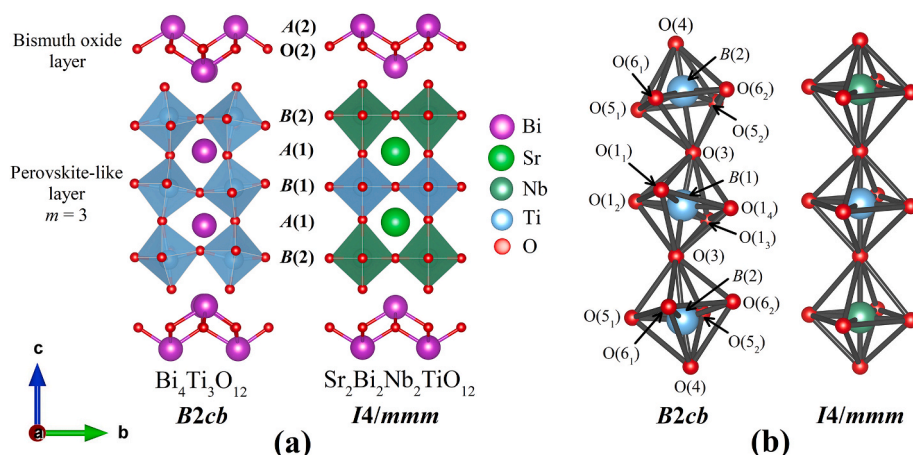 Bismuth oxide
layer
A(2)
O(2)
B(2)
A(1)
B(1)
A(1)
B(2)
Perovskite-like
layer
m = 3
Bi
Sr
Nb
Ti
O
c
a
b
Bi₄Ti₃O₁₂
B2cb
Sr₂Bi₂Nb₂TiO₁₂
I4/mmm
(a)
O(4)
B(2)
O(6₁)
O(6₂)
O(5₁)
O(5₂)
O(3)
O(1₁)
B(1)
O(1₂)
O(1₄)
O(1₃)
O(3)
B(2)
O(5₁)
O(6₂)
O(6₁)
O(5₂)
O(4)
B2cb
I4/mmm
(b)